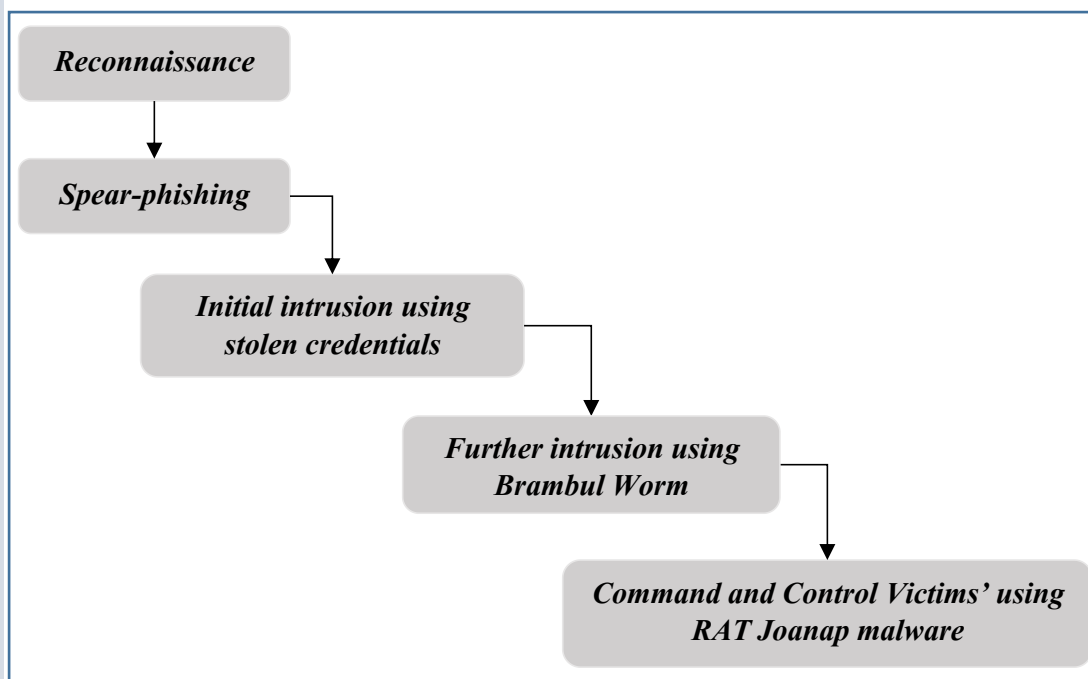 Reconnaissance
Spear-phishing
Initial intrusion using
stolen credentials
Further intrusion using
Brambul Worm
Command and Control Victims’ using
RAT Joanap malware